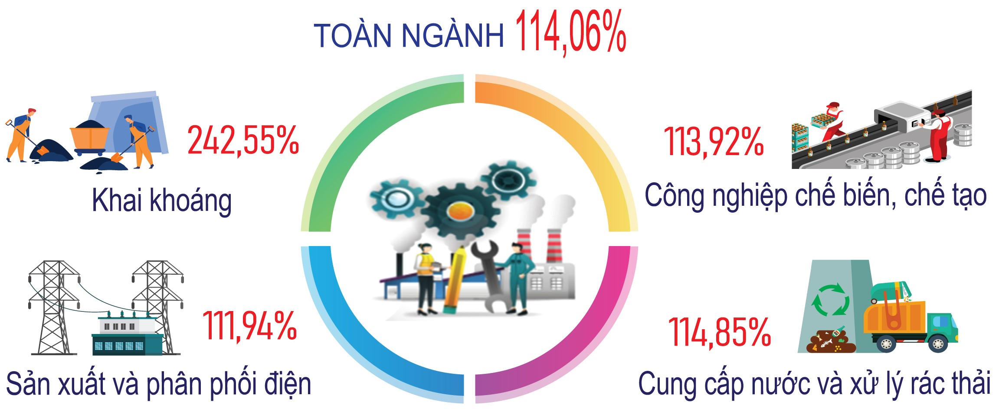 TOÀN NGÀNH 114,06%
242,55%
Khai khoáng
113,92%
Công nghiệp chế biến, chế tạo
111,94%
Sản xuất và phân phối điện
114,85%
Cung cấp nước và xử lý rác thải